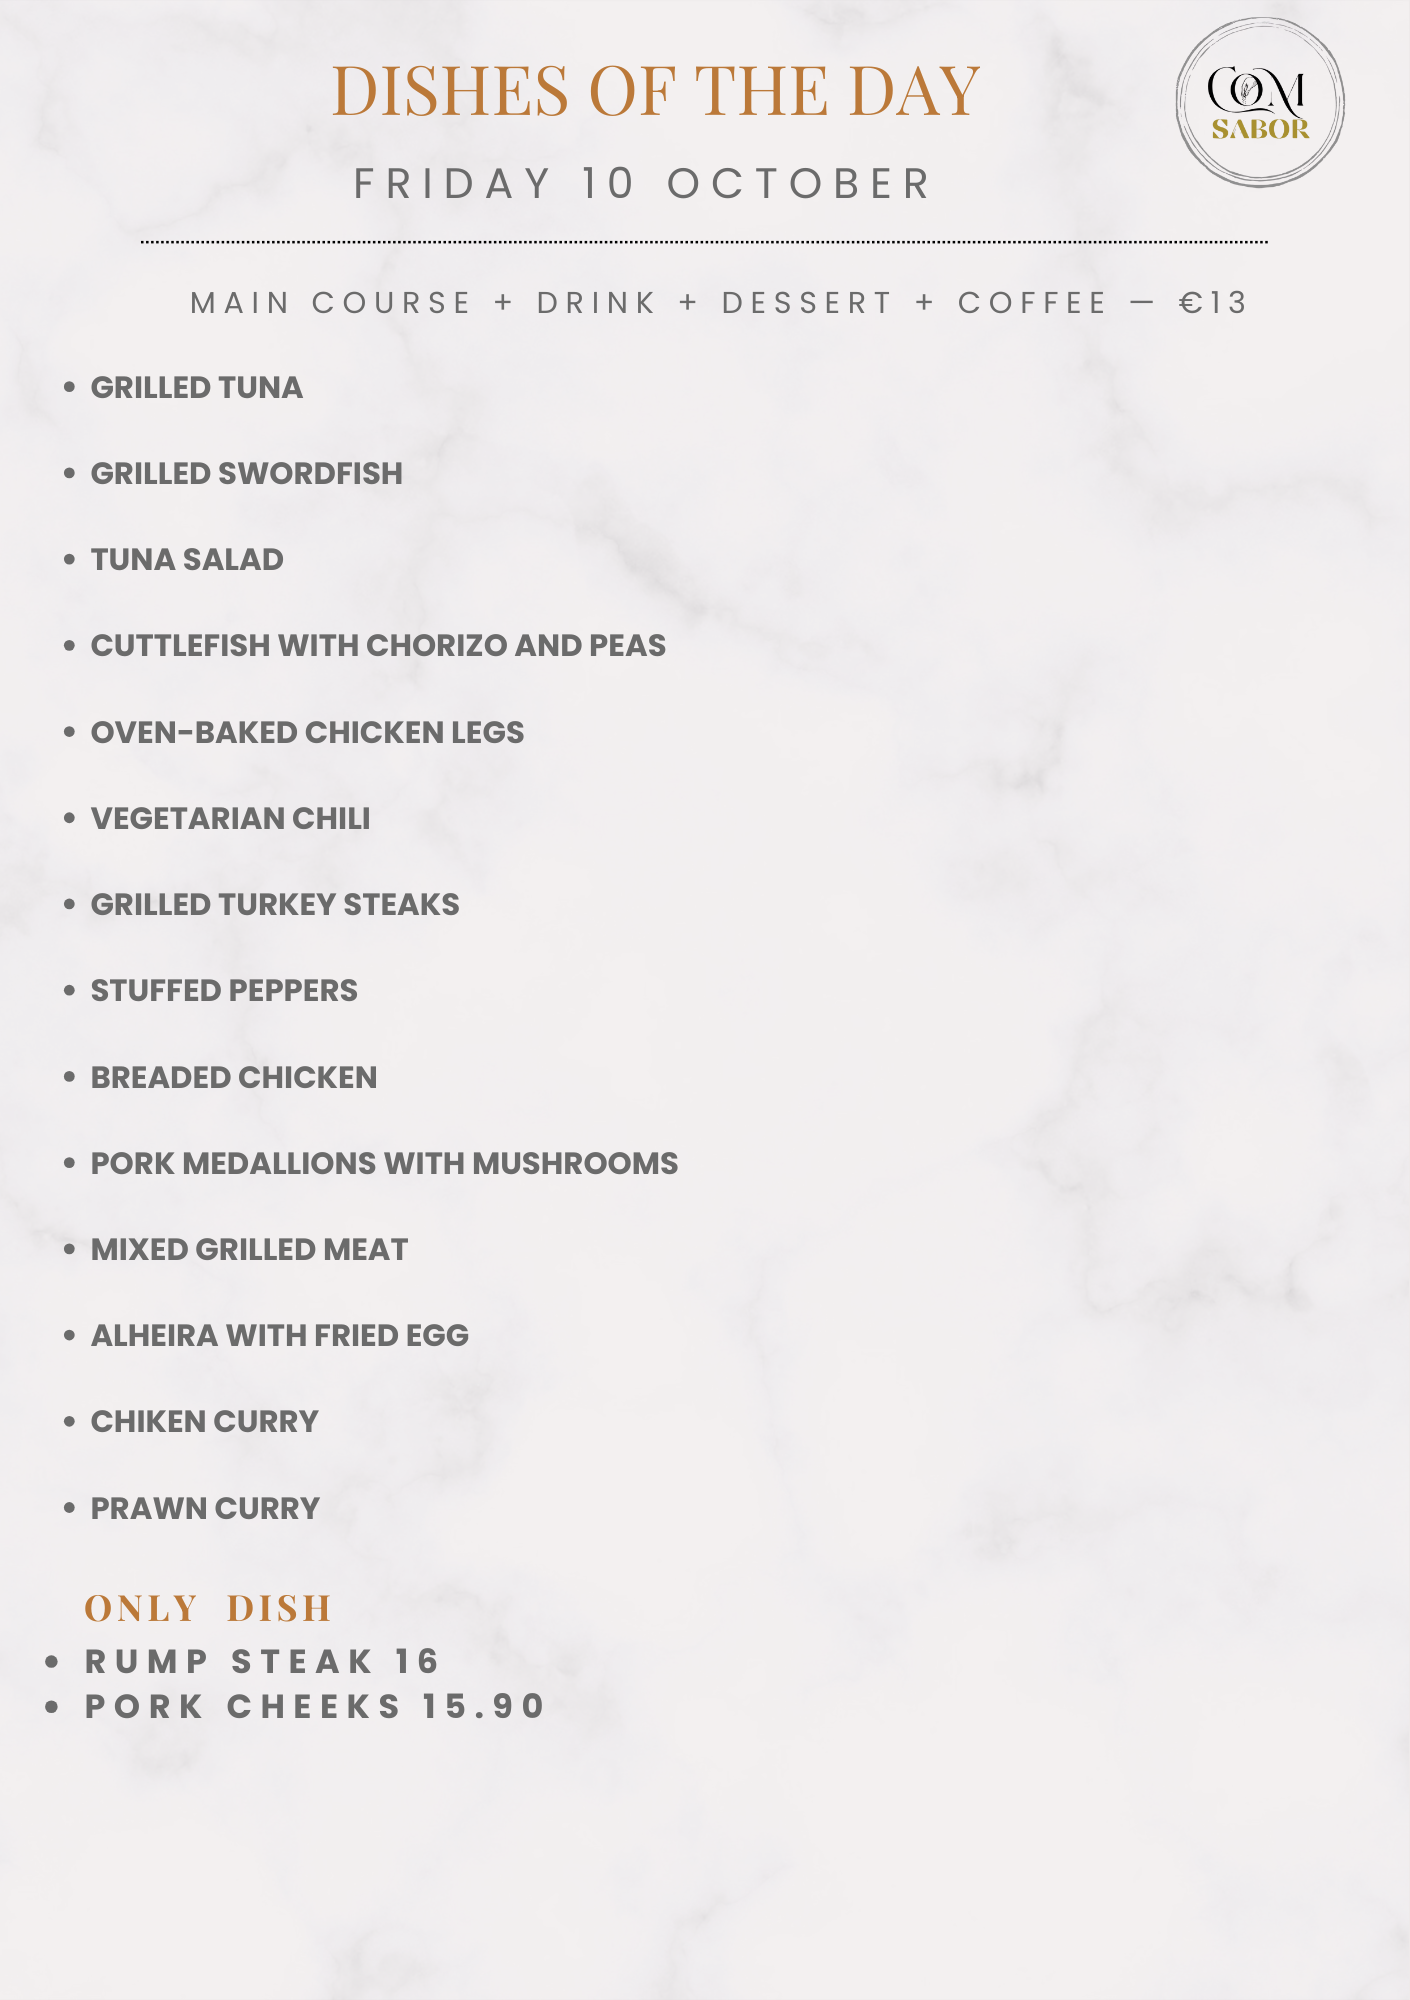 DISHES OF THE DAY
COM
SABOR
FRIDAY 10 OCTOBER
MAIN COURSE + DRINK + DESSERT + COFFEE — €13
• GRILLED TUNA
• GRILLED SWORDFISH
• TUNA SALAD
• CUTTLEFISH WITH CHORIZO AND PEAS
• OVEN-BAKED CHICKEN LEGS
• VEGETARIAN CHILI
• GRILLED TURKEY STEAKS
• STUFFED PEPPERS
• BREADED CHICKEN
• PORK MEDALLIONS WITH MUSHROOMS
• MIXED GRILLED MEAT
• ALHEIRA WITH FRIED EGG
• CHIKEN CURRY
• PRAWN CURRY
ONLY DISH
• RUMP STEAK 16
• PORK CHEEKS 15.90